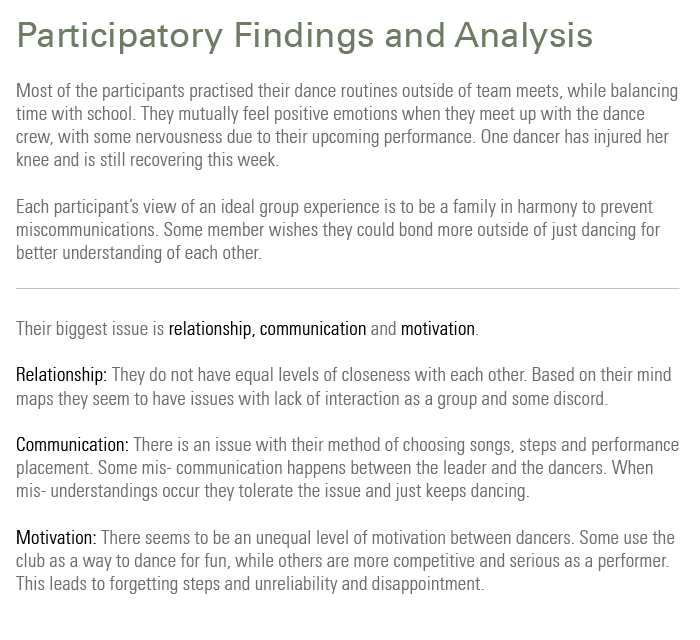 Participatory Findings and Analysis
Most of the participants practised their dance routines outside of team meets, while balancing
time with school. They mutually feel positive emotions when they meet up with the dance
crew, with some nervousness due to their upcoming performance. One dancer has injured her
knee and is still recovering this week.
Each participant's view of an ideal group experience is to be a family in harmony to prevent
miscommunications. Some member wishes they could bond more outside of just dancing for
better understanding of each other.
Their biggest issue is relationship, communication and motivation.
Relationship: They do not have equal levels of closeness with each other. Based on their mind
maps they seem to have issues with lack of interaction as a group and some discord.
Communication: There is an issue with their method of choosing songs, steps and performance
placement. Some mis- communication happens between the leader and the dancers. When
mis- understandings occur they tolerate the issue and just keeps dancing.
Motivation: There seems to be an unequal level of motivation between dancers. Some use the
club as a way to dance for fun, while others are more competitive and serious as a performer.
This leads to forgetting steps and unreliability and disappointment.